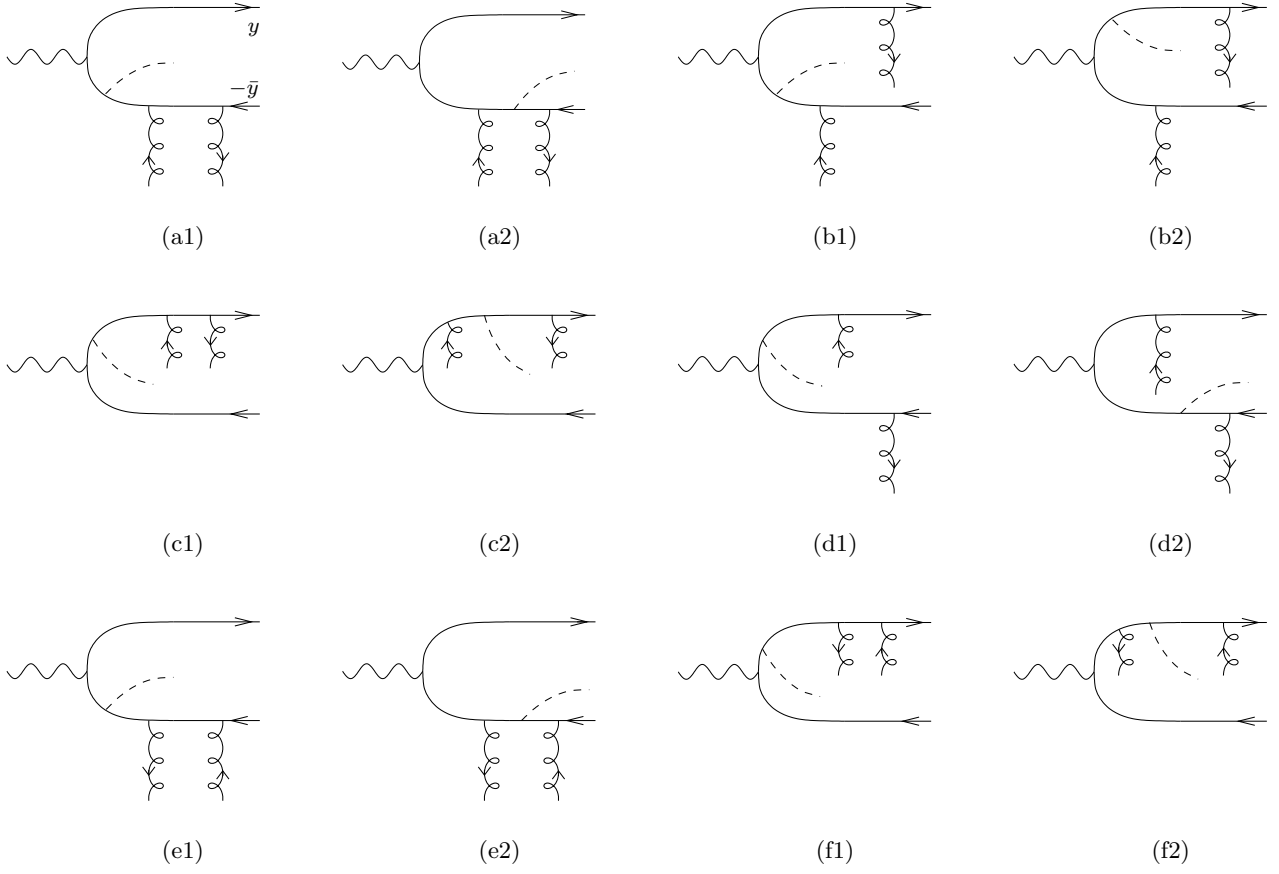 y
−ȳ
(a1) (a2) (b1) (b2)
(c1) (c2) (d1) (d2)
(e1) (e2) (f1) (f2)